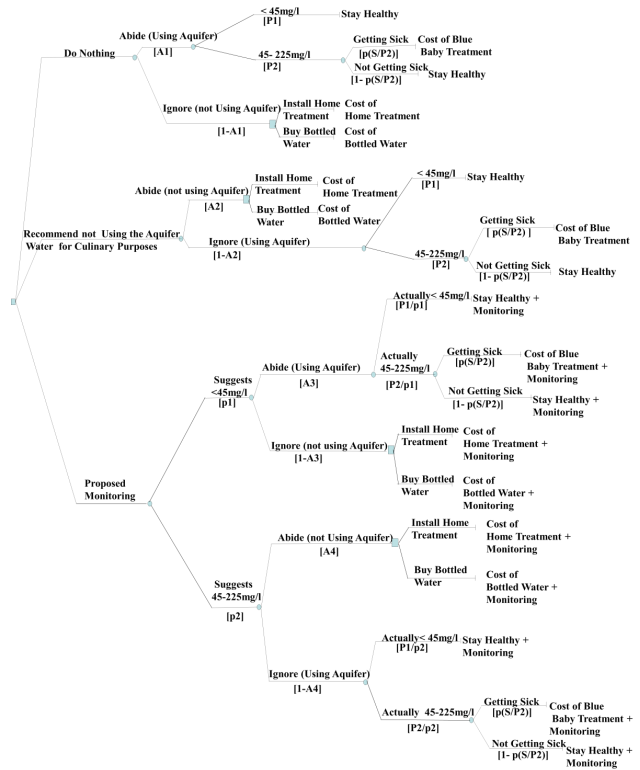 < 45mg/l
[P1]
Stay Healthy
Abide (Using Aquifer)
[A1]
Do Nothing
45- 225mg/l
[P2]
Getting Sick
[p(S/P2)]
Cost of Blue
Baby Treatment
Not Getting Sick
[1- p(S/P2)]
Stay Healthy
Ignore (not Using Aquifer)
[1-A1]
Install Home
Treatment
Cost of
Home Treatment
Buy Bottled
Water
Cost of
Bottled Water
Abide (not using Aquifer)
[A2]
Install Home
Treatment
Cost of
Home Treatment
Buy Bottled
Water
Cost of
Bottled Water
< 45mg/l
[P1]
Stay Healthy
Recommend not Using the Aquifer
Water for Culinary Purposes
Ignore (Using Aquifer)
[1-A2]
45-225mg/l
[P2]
Getting Sick
[ p(S/P2) ]
Cost of Blue
Baby Treatment
Not Getting Sick
[1- p(S/P2)]
Stay Healthy
Actually< 45mg/l
[P1/p1]
Stay Healthy +
Monitoring
Suggests
<45mg/l
[p1]
Abide (Using Aquifer)
[A3]
Actually
45-225mg/l
[P2/p1]
Getting Sick
[p(S/P2)]
Cost of Blue
Baby Treatment +
Monitoring
Not Getting Sick
[1- p(S/P2)]
Stay Healthy +
Monitoring
Ignore (not using Aquifer)
[1-A3]
Install Home
Treatment
Cost of
Home Treatment +
Monitoring
Buy Bottled
Water
Cost of
Bottled Water +
Monitoring
Proposed
Monitoring
Abide (not Using Aquifer)
[A4]
Install Home
Treatment
Cost of
Home Treatment +
Monitoring
Buy Bottled
Water
Cost of
Bottled Water +
Monitoring
Suggests
45-225mg/l
[p2]
Actually< 45mg/l
[P1/p2]
Stay Healthy +
Monitoring
Ignore (Using Aquifer)
[1-A4]
Actually 45-225mg/l
[P2/p2]
Getting Sick
[p(S/P2)]
Cost of Blue
Baby Treatment +
Monitoring
Not Getting Sick
[1- p(S/P2)]
Stay Healthy +
Monitoring